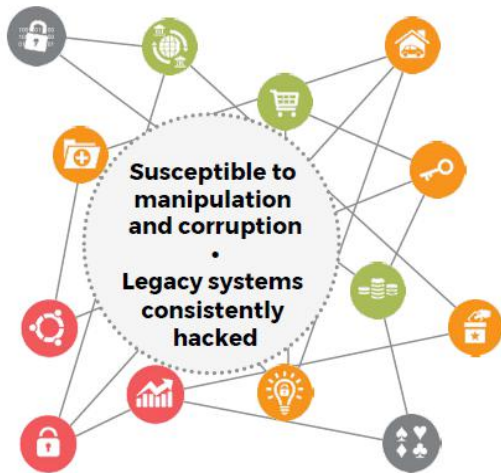 Susceptible to
manipulation
and corruption
•
Legacy systems
consistently
hacked